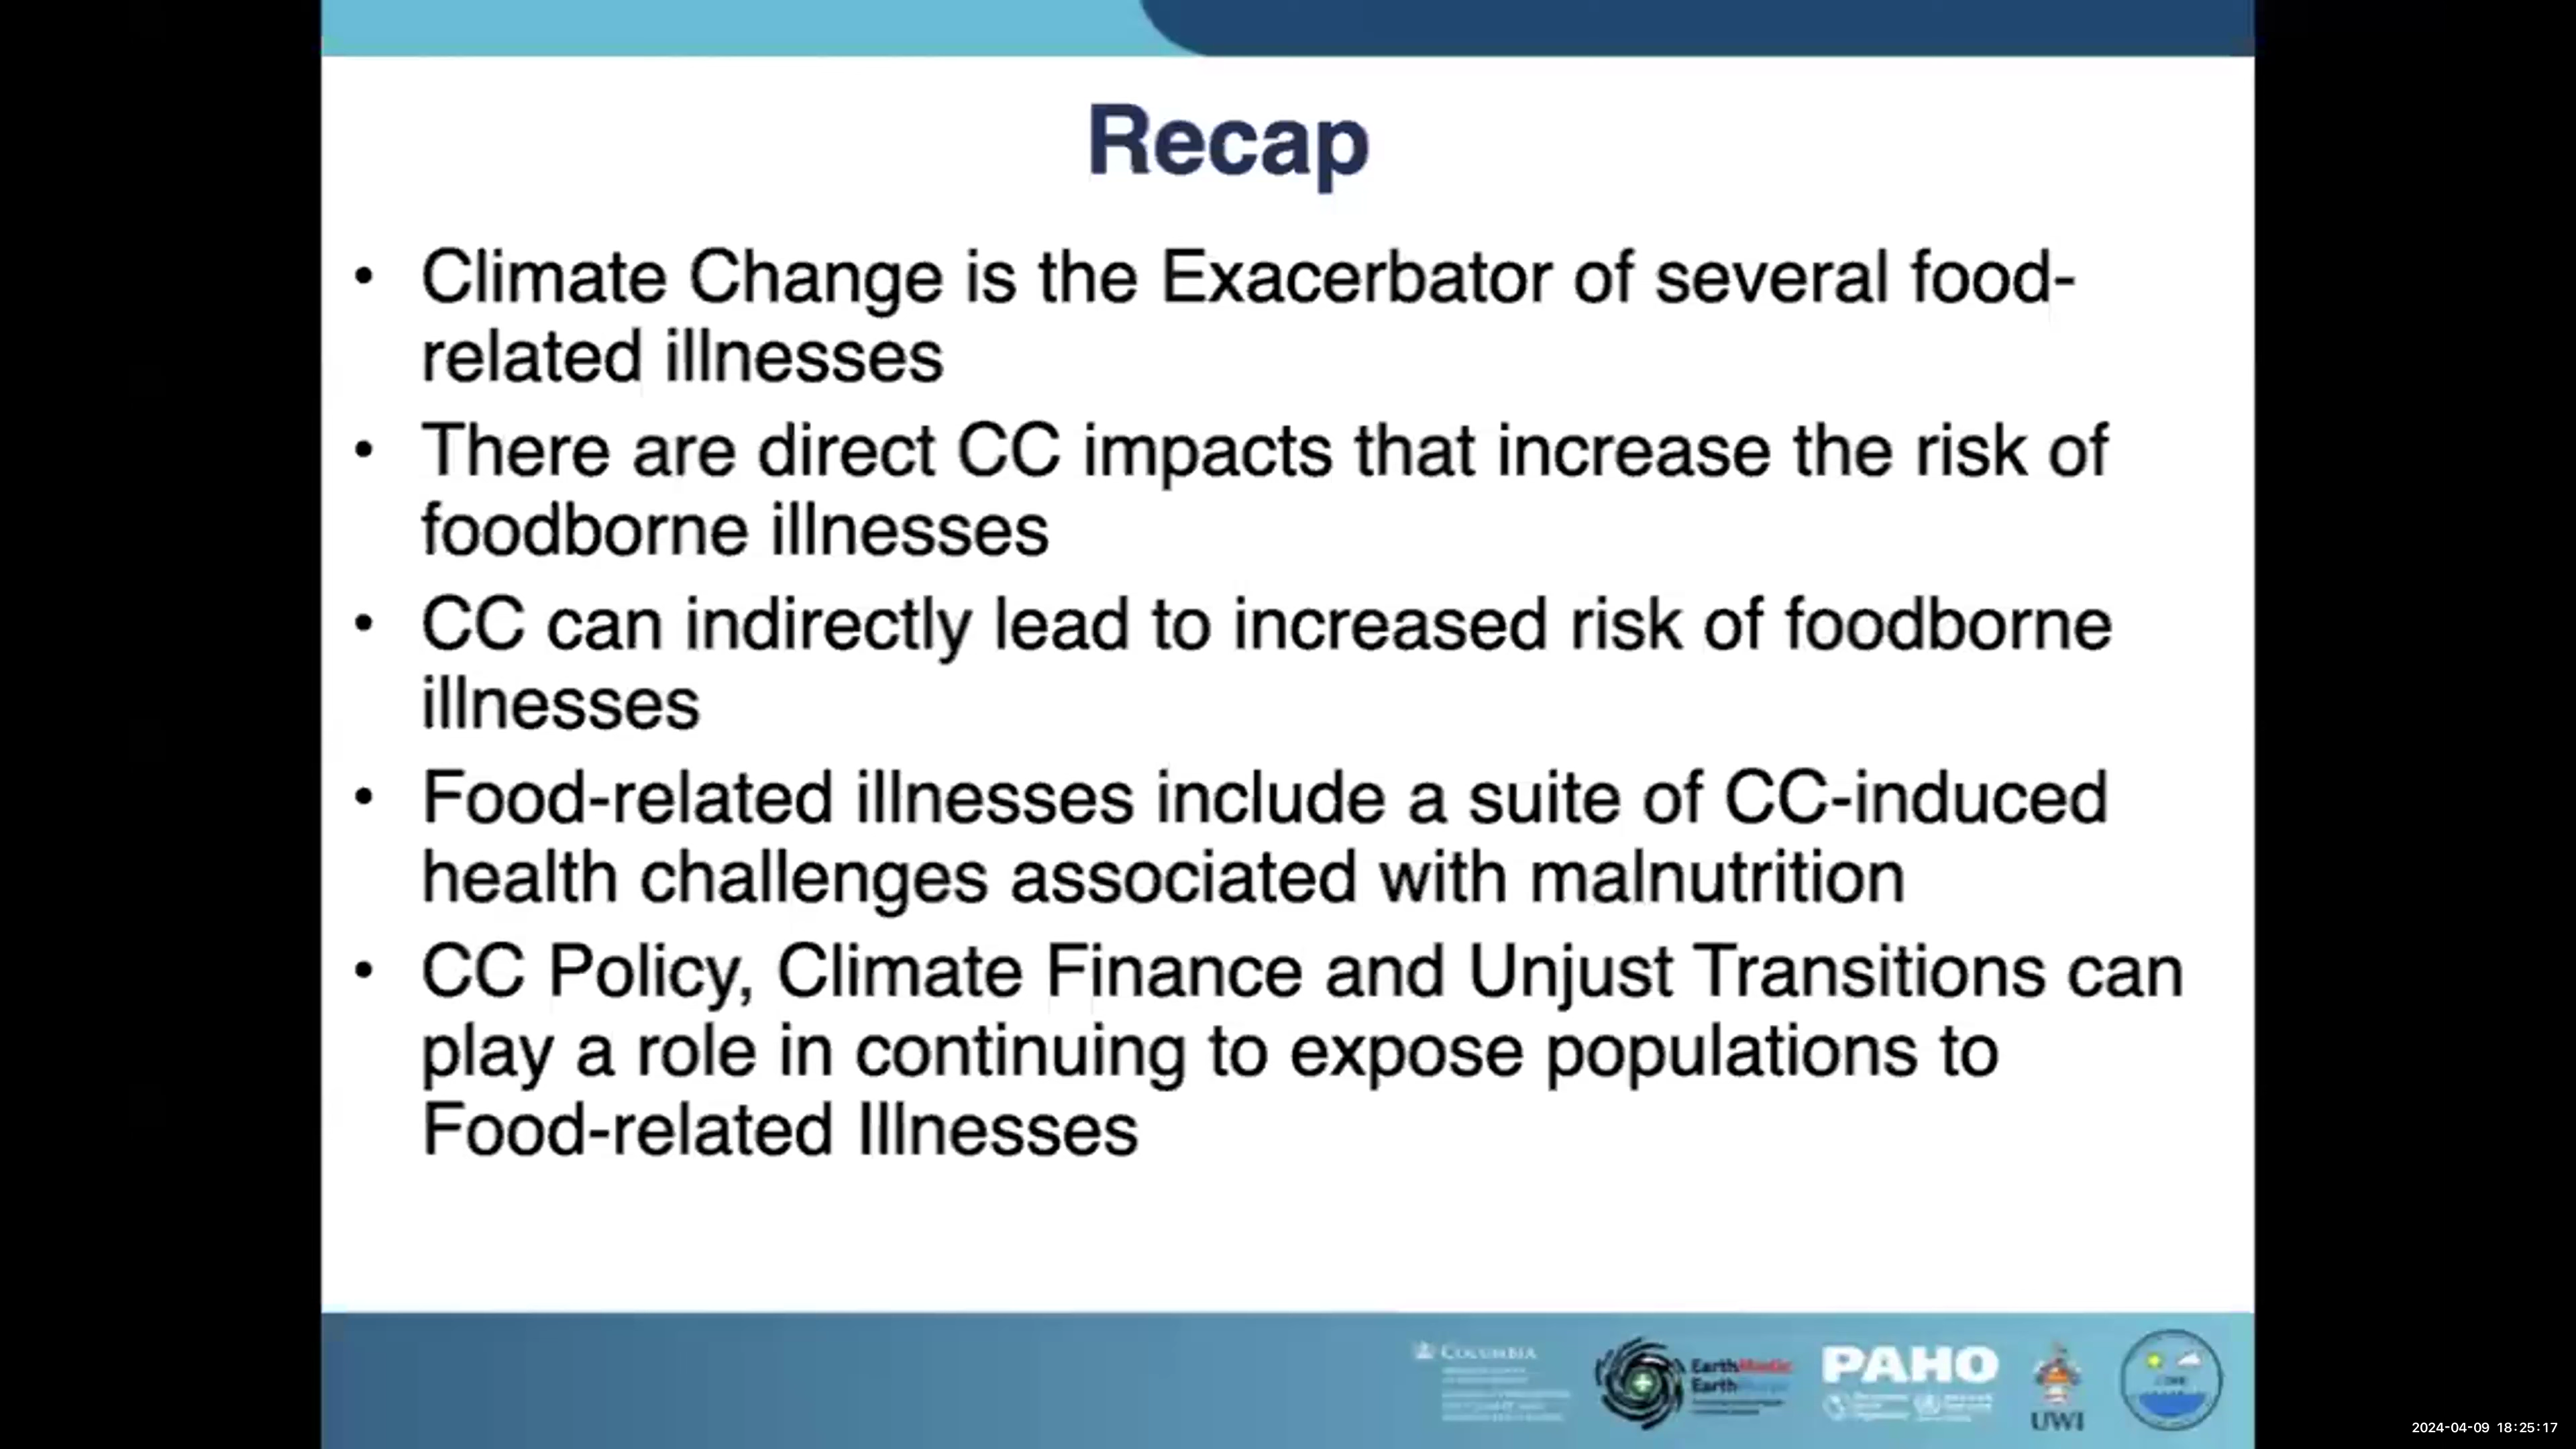 Recap
• Climate Change is the Exacerbator of several food-
related illnesses
• There are direct CC impacts that increase the risk of
foodborne illnesses
• CC can indirectly lead to increased risk of foodborne
illnesses
• Food-related illnesses include a suite of CC-induced
health challenges associated with malnutrition
• CC Policy, Climate Finance and Unjust Transitions can
play a role in continuing to expose populations to
Food-related Illnesses
COLUMBIA
EarthMedic
Earth
PAHO
UWI
2024-04-09 18:25:17